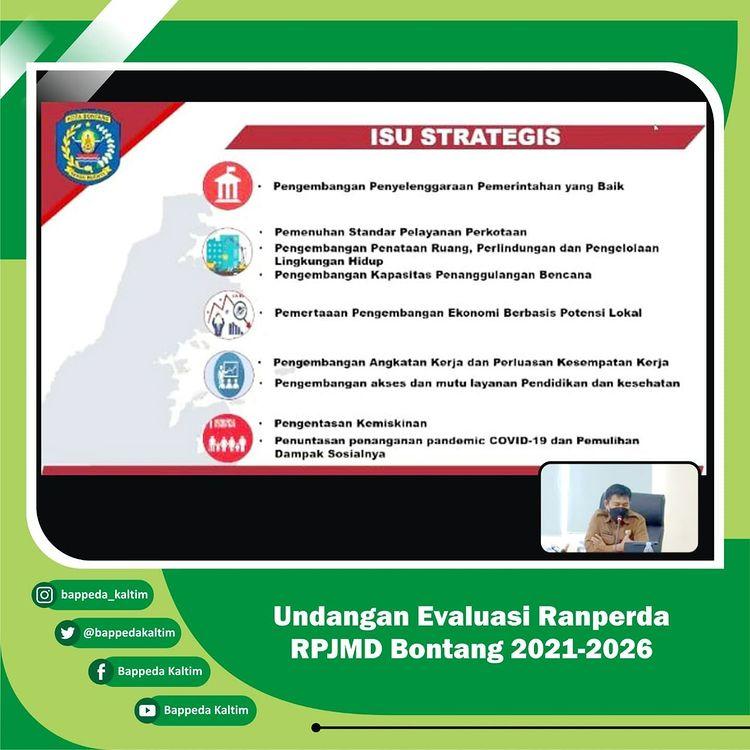 KOTA BONTANG
ISU STRATEGIS
• Pengembangan Penyelenggaraan Pemerintahan yang Baik
• Pemenuhan Standar Pelayanan Perkotaan
• Pengembangan Penataan Ruang, Perlindungan dan Pengelolaan
Lingkungan Hidup
• Pengembangan Kapasitas Penanggulangan Bencana
• Pemertaaan Pengembangan Ekonomi Berbasis Potensi Lokal
• Pengembangan Angkatan Kerja dan Perluasan Kesempatan Kerja
• Pengembangan akses dan mutu layanan Pendidikan dan kesehatan
• Pengentasan Kemiskinan
• Penuntasan penanganan pandemic COVID-19 dan Pemulihan
Dampak Sosialnya
bappeda_kaltim
@bappedakaltim
Bappeda Kaltim
Bappeda Kaltim
Undangan Evaluasi Ranperda
RPJMD Bontang 2021-2026